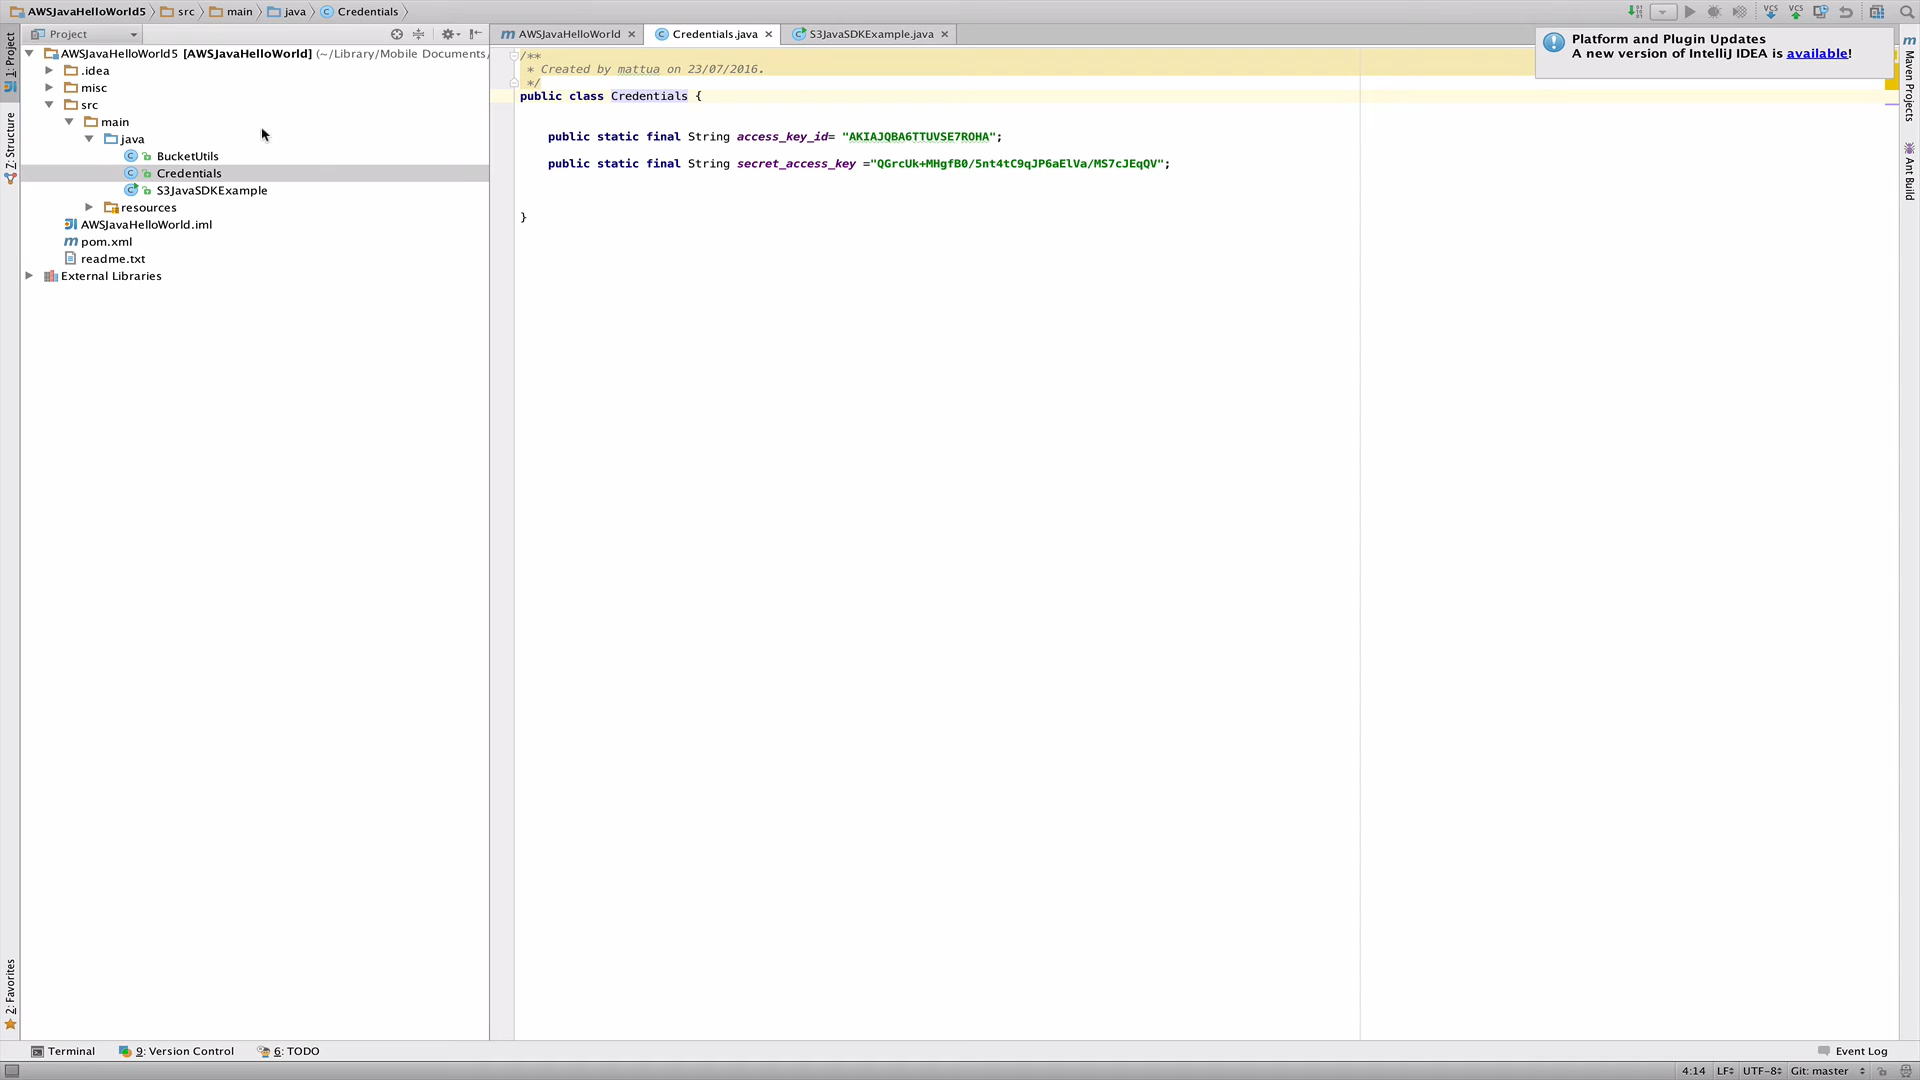 AWSJavaHelloWorld5 src main java Credentials
Project
AWSJavaHelloWorld Credentials.java S3JavaSDKExample.java
Platform and Plugin Updates
A new version of IntelliJ IDEA is available!
1: Project
7: Structure
2: Favorites
AWSJavaHelloWorld5 [AWSJavaHelloWorld] (~/Library/Mobile Documents/
.idea
misc
src
main
java
BucketUtils
Credentials
S3JavaSDKExample
resources
AWSJavaHelloWorld.iml
pom.xml
readme.txt
External Libraries
/**
* Created by mattua on 23/07/2016.
*/
public class Credentials {
public static final String access_key_id= "AKIAJQBA6TTUVSE7ROHA";
public static final String secret_access_key ="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";
}
Maven Projects
Ant Build
Terminal 9: Version Control 6: TODO Event Log
4:14 LF UTF-8 Git: master